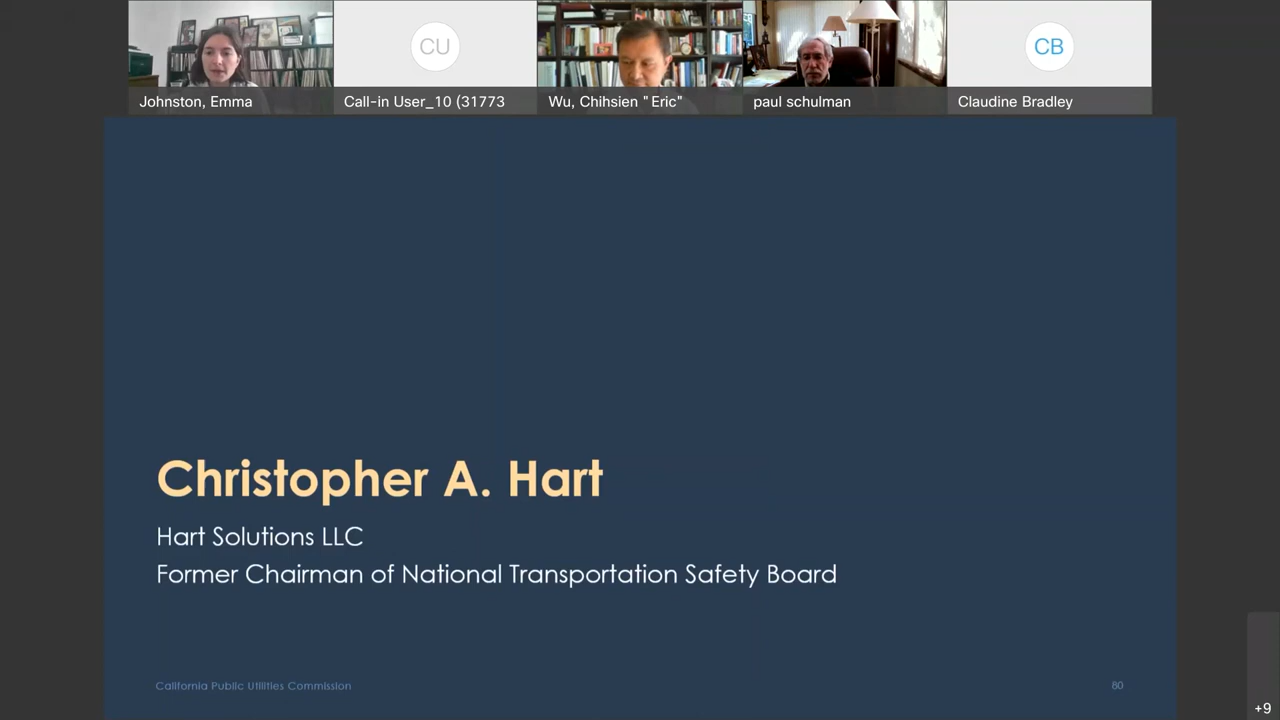 CU
CB
Johnston, Emma
Call-in User_10 (31773
Wu, Chihsien "Eric"
paul schulman
Claudine Bradley
Christopher A. Hart
Hart Solutions LLC
Former Chairman of National Transportation Safety Board
California Public Utilities Commission
80
+9